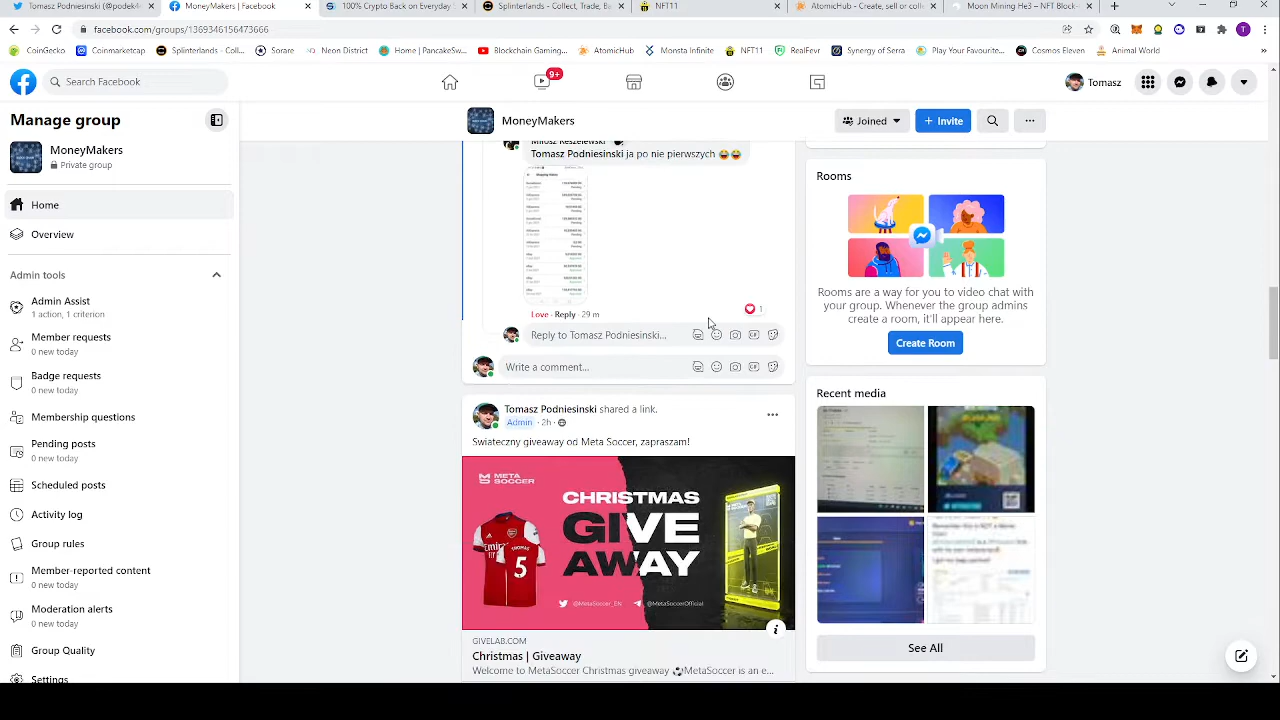 Tomasz Podniesinski (@podekii
MoneyMakers | Facebook
100% Crypto Back on Everyday
Splinterlands - Collect, Trade, Ba
NFT11
AtomicHub - Create, sell or collec
Moon Mining He3 – NFT Block
facebook.com/groups/1369346156473666
Coingecko
Coinmarketcap
Splinterlands - Coll...
Sorare
Neon District
Home | PancakeSw...
Blockchain Gaming...
AtomicHub
Monsta Infinite
NFT11
RealFevr
Synergy of Serra
Play Your Favourite...
Cosmos Eleven
Animal World
Search Facebook
9+
Tomasz
Manage group
MoneyMakers
Private group
Home
Admin tools
Admin Assist
1 action, 1 criterion
Member requests
0 new today
Badge requests
0 new today
Membership questions
Pending posts
0 new today
Scheduled posts
Activity log
Group rules
Member-reported content
0 new today
Moderation alerts
0 new today
Group Quality
Settings
MoneyMakers
Joined
+ Invite
Tomasz Podniesinski ja po nie pierwszych
Love · Reply · 29 m
1
Reply to Tomasz Podniesinski...
Write a comment...
Tomasz Podniesinski shared a link.
Admin · 2h ·
Swiateczny giveaway od Meta Soccer, zapraszam!
META SOCCER
CHRISTMAS
GIVE
AWAY
THOMAS
5
@MetaSoccer_EN
@MetaSoccerOfficial
GIVELAB.COM
Christmas | Giveaway
Welcome to MetaSoccer Christmas giveaway MetaSoccer is an e...
Rooms
Rooms way for you to video chat with
your group. Whenever the group admins
create a room, it'll appear here.
Create Room
Recent media
See All